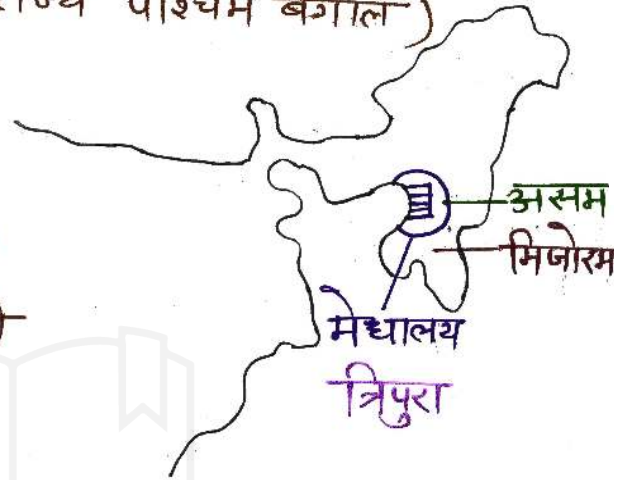 राज्य पश्चिम बंगाल)
असम
मिजोरम
मेघालय
त्रिपुरा